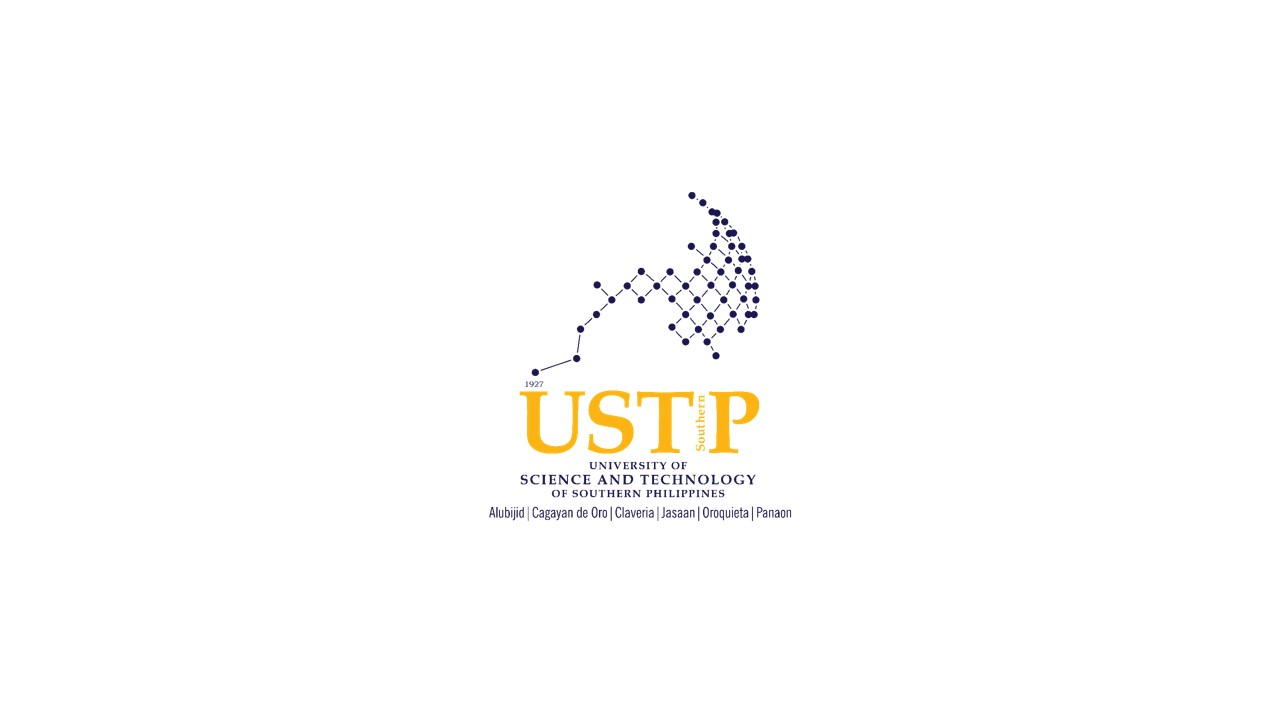 1927
USTP
Southern
UNIVERSITY OF
SCIENCE AND TECHNOLOGY
OF SOUTHERN PHILIPPINES
Alubijid | Cagayan de Oro | Claveria | Jasaan | Oroquieta | Panaon